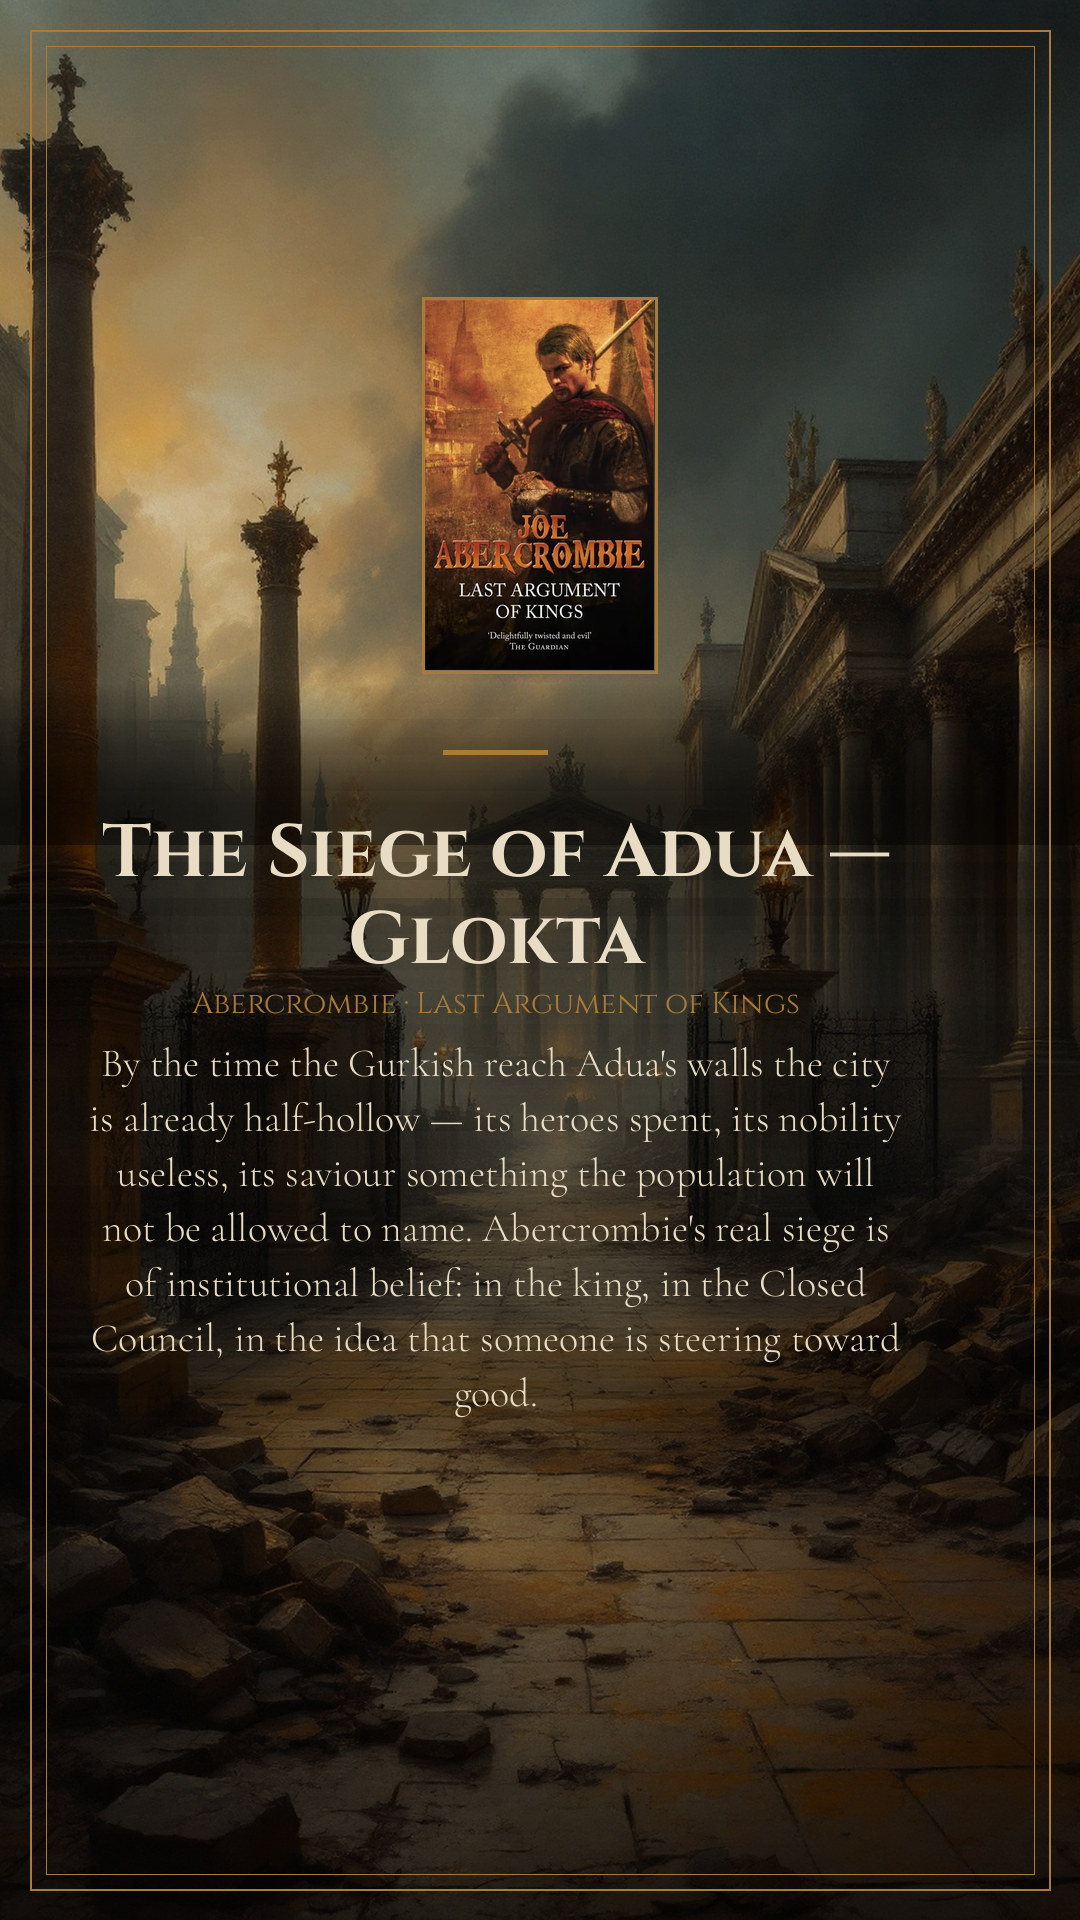 JOE
ABERCROMBIE
LAST ARGUMENT
OF KINGS
'Delightfully twisted and evil'
THE GUARDIAN
THE SIEGE OF ADUA —
GLOKTA
ABERCROMBIE · LAST ARGUMENT OF KINGS
By the time the Gurkish reach Adua's walls the city
is already half-hollow — its heroes spent, its nobility
useless, its saviour something the population will
not be allowed to name. Abercrombie's real siege is
of institutional belief: in the king, in the Closed
Council, in the idea that someone is steering toward
good.